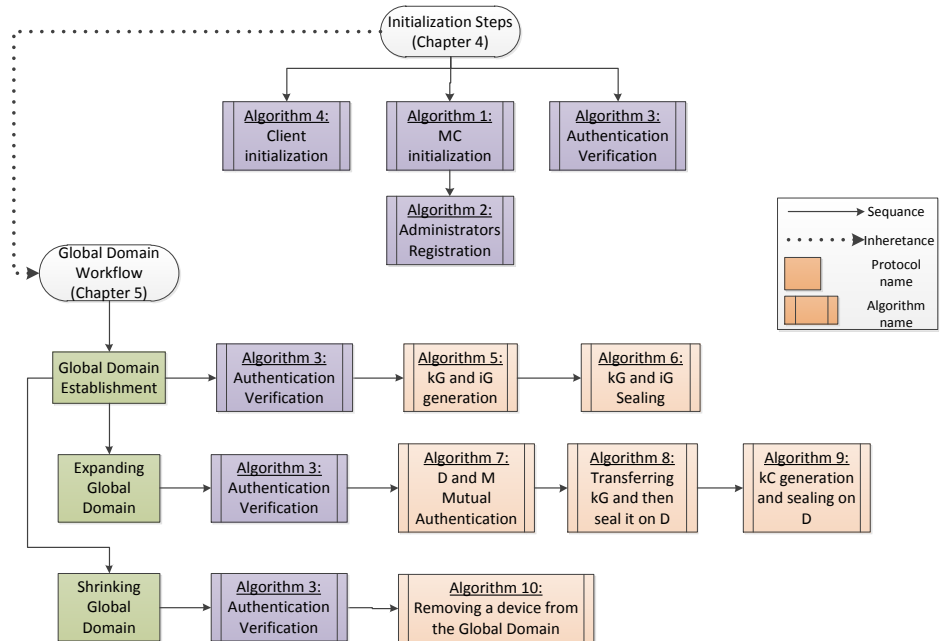 Initialization Steps
(Chapter 4)
Algorithm 4:
Client
initialization
Algorithm 1:
MC
initialization
Algorithm 3:
Authentication
Verification
Algorithm 2:
Administrators
Registration
Sequance
Inheretance
Protocol
name
Algorithm
name
Global Domain
Workflow
(Chapter 5)
Global Domain
Establishment
Algorithm 3:
Authentication
Verification
Algorithm 5:
kG and iG
generation
Algorithm 6:
kG and iG
Sealing
Expanding
Global
Domain
Algorithm 3:
Authentication
Verification
Algorithm 7:
D and M
Mutual
Authentication
Algorithm 8:
Transferring
kG and then
seal it on D
Algorithm 9:
kC generation
and sealing on
D
Shrinking
Global
Domain
Algorithm 3:
Authentication
Verification
Algorithm 10:
Removing a device from
the Global Domain